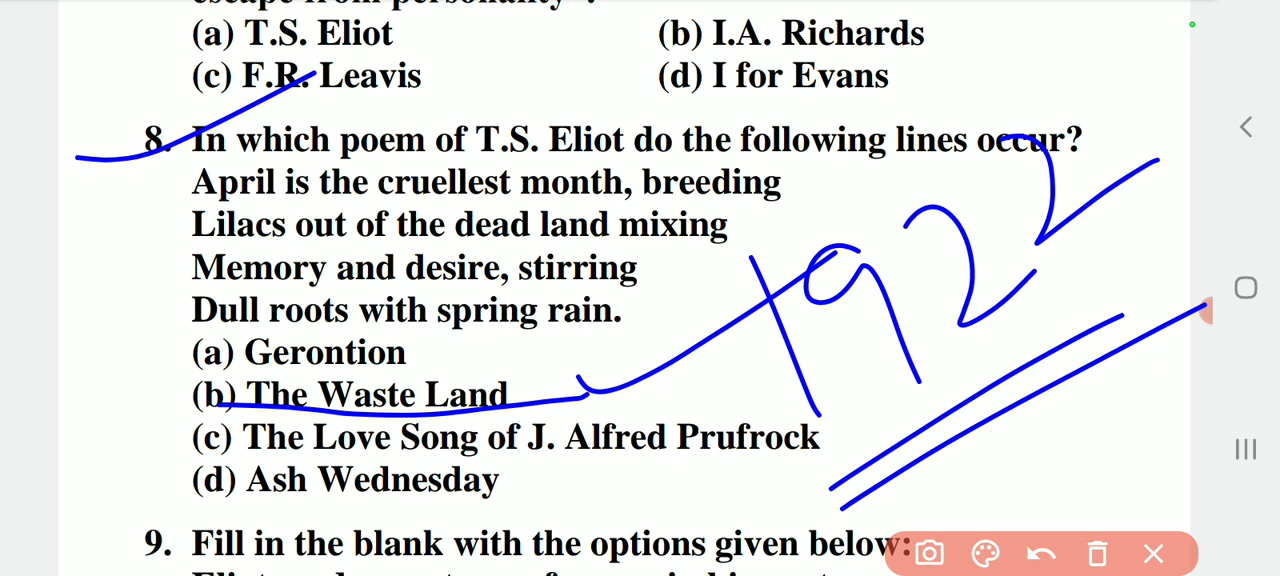 (a) T.S. Eliot (b) I.A. Richards
(c) F.R. Leavis (d) I for Evans
8. In which poem of T.S. Eliot do the following lines occur?
April is the cruellest month, breeding
Lilacs out of the dead land mixing
Memory and desire, stirring
Dull roots with spring rain.
1922
(a) Gerontion
(b) The Waste Land
(c) The Love Song of J. Alfred Prufrock
(d) Ash Wednesday
9. Fill in the blank with the options given below: